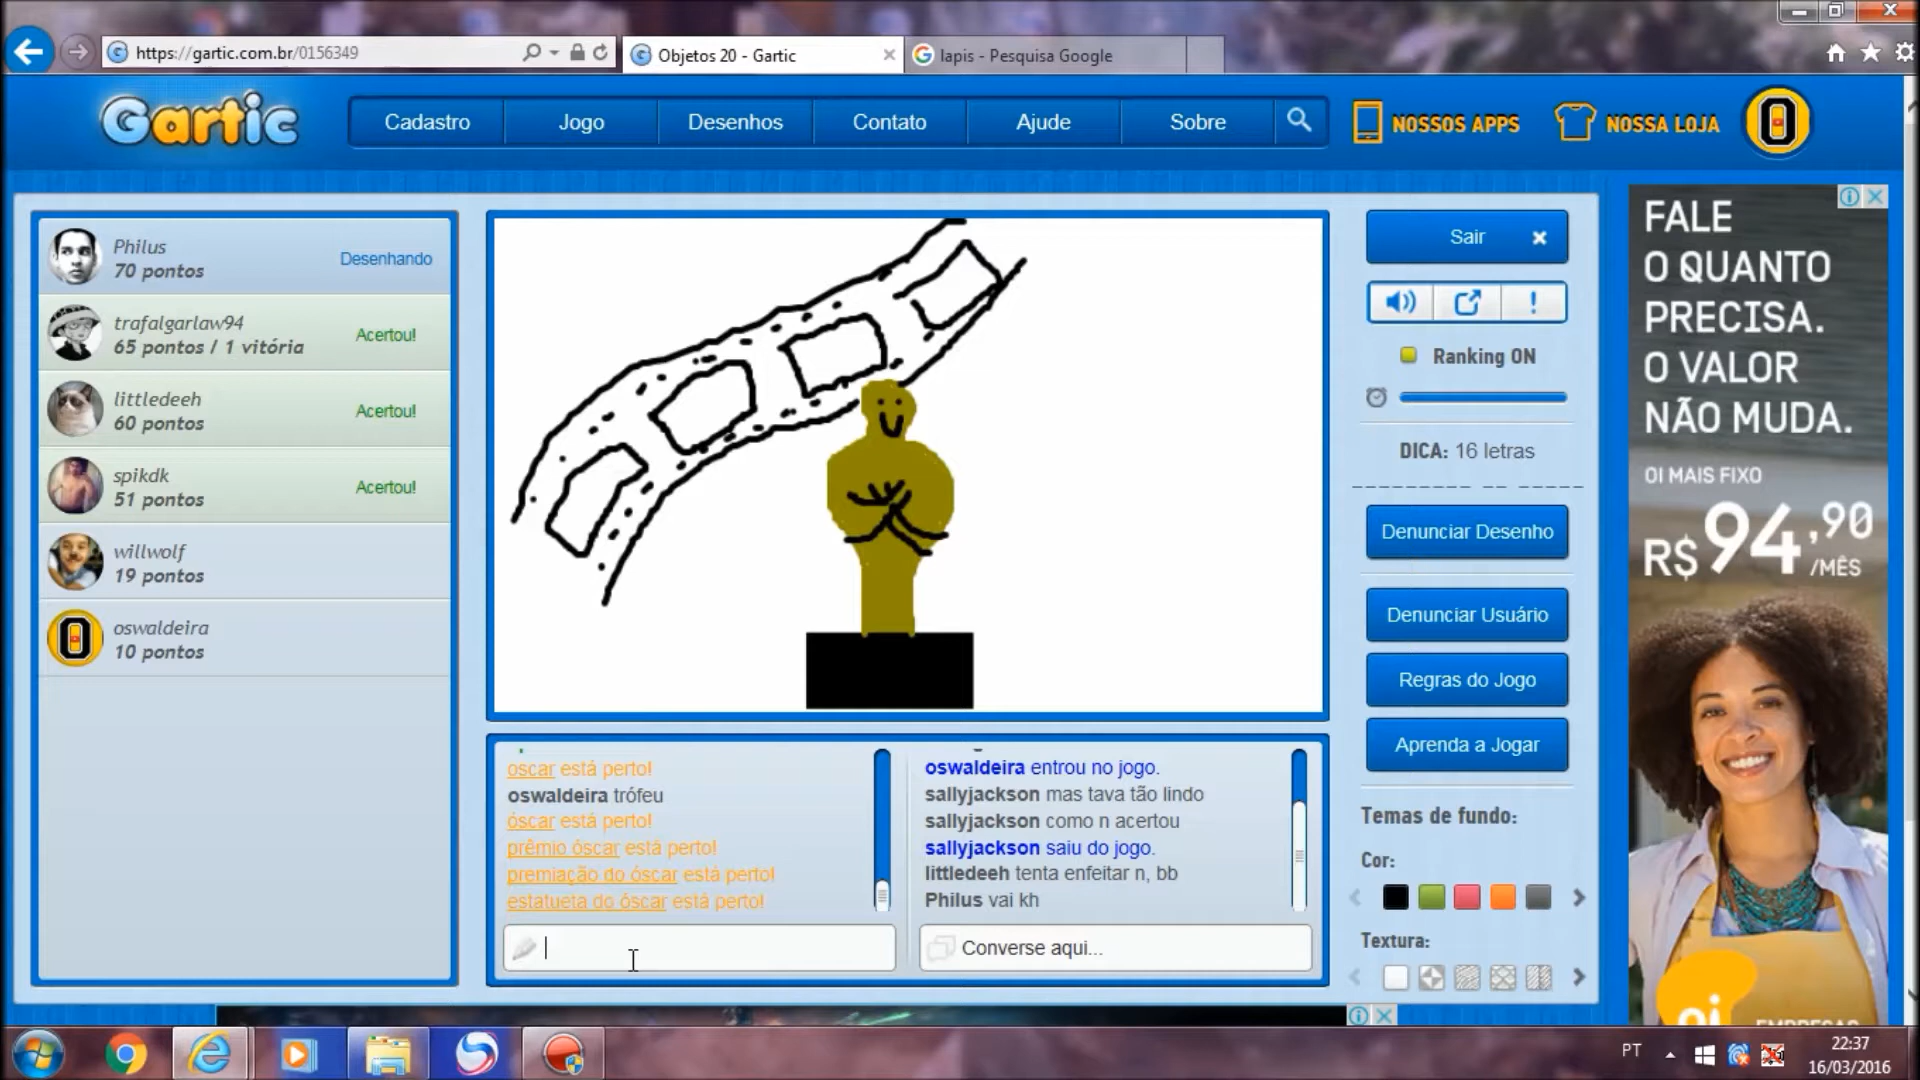 https://gartic.com.br/0156349
Objetos 20 - Gartic
lapis - Pesquisa Google
Gartic
Cadastro
Jogo
Desenhos
Contato
Ajude
Sobre
NOSSOS APPS
NOSSA LOJA
Philus
70 pontos
Desenhando
trafalgarlaw94
65 pontos / 1 vitória
Acertou!
littledeeh
60 pontos
Acertou!
spikdk
51 pontos
Acertou!
willwolf
19 pontos
oswaldeira
10 pontos
oscar está perto!
oswaldeira trófeu
óscar está perto!
prêmio óscar está perto!
premiação do óscar está perto!
estatueta do óscar está perto!
oswaldeira entrou no jogo.
sallyjackson mas tava tão lindo
sallyjackson como n acertou
sallyjackson saiu do jogo.
littledeeh tenta enfeitar n, bb
Philus vai kh
Converse aqui...
Sair
Ranking ON
DICA: 16 letras
Denunciar Desenho
Denunciar Usuário
Regras do Jogo
Aprenda a Jogar
Temas de fundo:
Cor:
Textura:
FALE
O QUANTO
PRECISA.
O VALOR
NÃO MUDA.
OI MAIS FIXO
R$94,90
/MÊS
oi
EMPRESAS
PT
22:37
16/03/2016